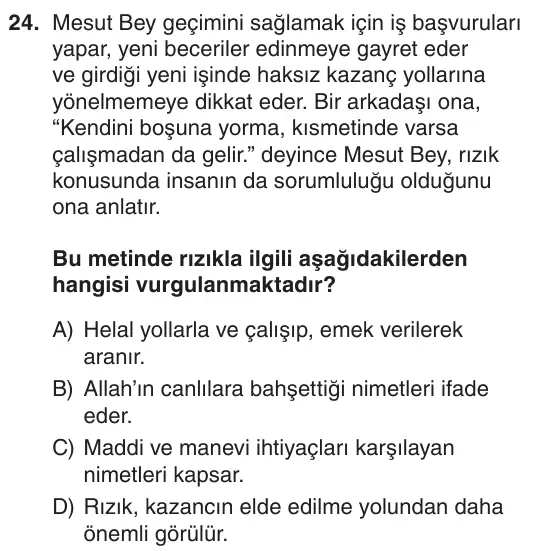 24. Mesut Bey geçimini sağlamak için iş başvuruları
yapar, yeni beceriler edinmeye gayret eder
ve girdiği yeni işinde haksız kazanç yollarına
yönelmemeye dikkat eder. Bir arkadaşı ona,
“Kendini boşuna yorma, kısmetinde varsa
çalışmadan da gelir.” deyince Mesut Bey, rızık
konusunda insanın da sorumluluğu olduğunu
ona anlatır.
Bu metinde rızıkla ilgili aşağıdakilerden
hangisi vurgulanmaktadır?
A) Helal yollarla ve çalışıp, emek verilerek
aranır.
B) Allah’ın canlılara bahşettiği nimetleri ifade
eder.
C) Maddi ve manevi ihtiyaçları karşılayan
nimetleri kapsar.
D) Rızık, kazancın elde edilme yolundan daha
önemli görülür.